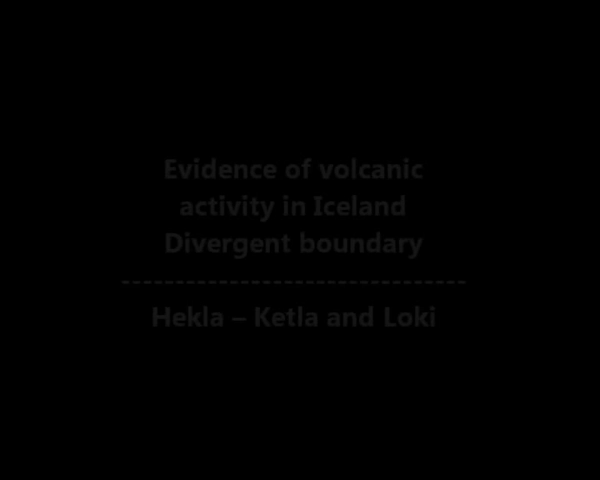 Evidence of volcanic
activity in Iceland
Divergent boundary
--------------------------------
Hekla – Ketla and Loki